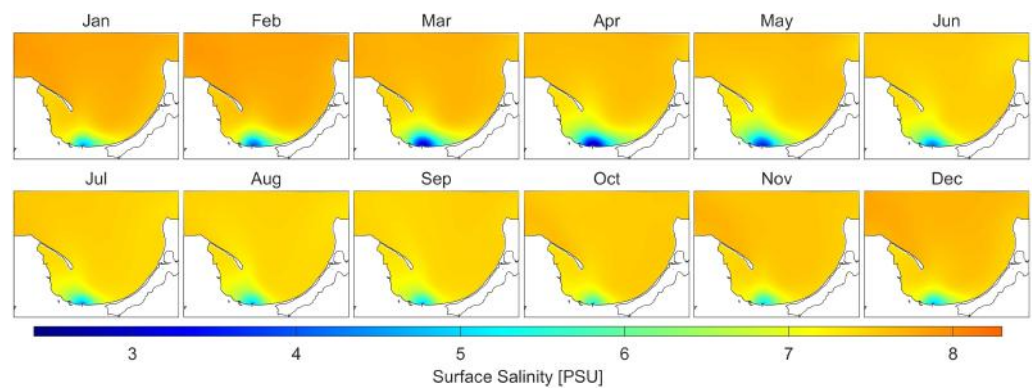 Jan Feb Mar Apr May Jun
Jul Aug Sep Oct Nov Dec
3 4 5 6 7 8
Surface Salinity [PSU]